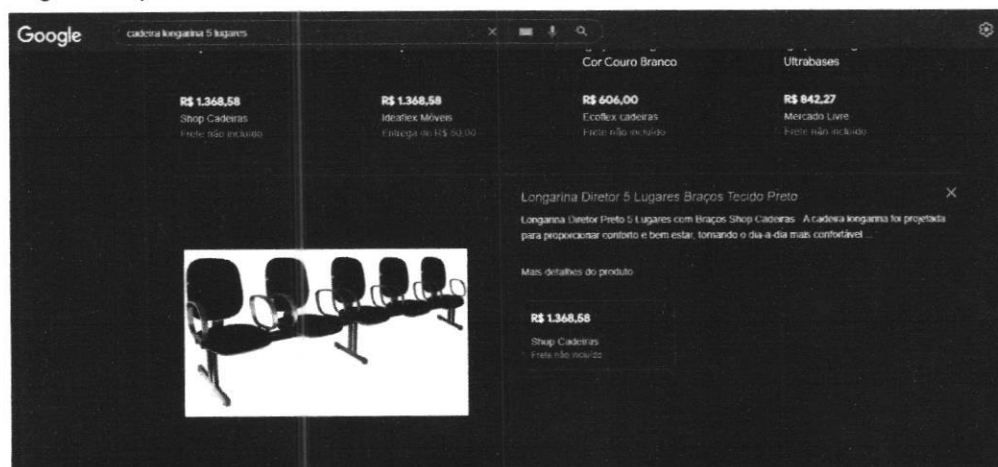 Google
cadeira longarina 5 lugares
Cor Couro Branco
Ultrabases
R$ 1.368,58
Shop Cadeiras
Frete não incluído
R$ 1.368,58
Ideaflex Móveis
Entrega de R$ 60,00
R$ 606,00
Ecoflex cadeiras
Frete não incluído
R$ 842,27
Mercado Livre
Frete não incluído
Longarina Diretor 5 Lugares Braços Tecido Preto
Longarina Diretor Preto 5 Lugares com Braços Shop Cadeiras · A cadeira longarina foi projetada
para proporcionar conforto e bem estar, tornando o dia-a-dia mais confortável ...
Mais detalhes do produto
R$ 1.368,58
Shop Cadeiras
Frete não incluído